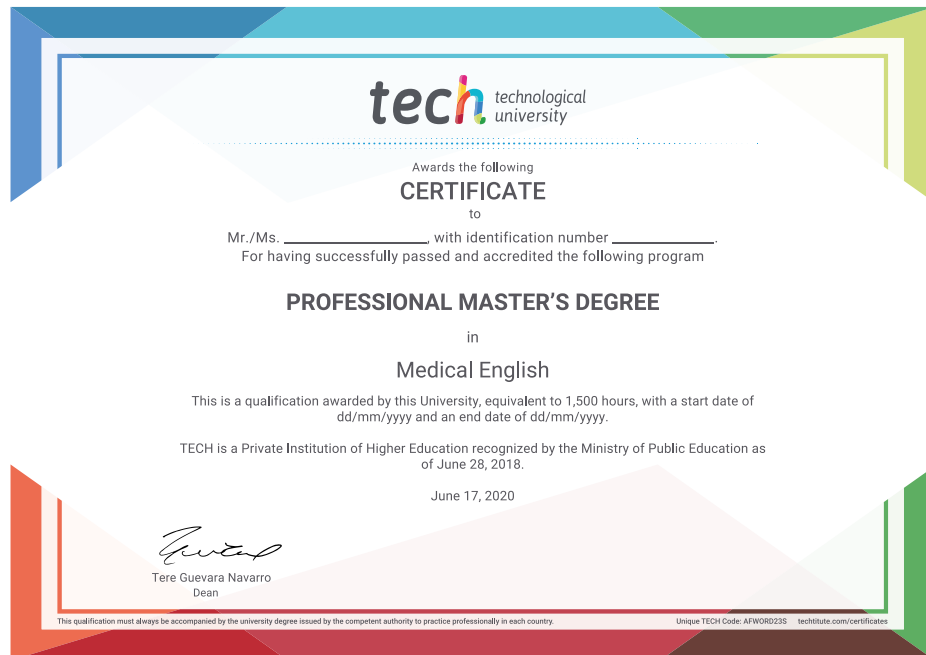 tech technological
university
Awards the following
CERTIFICATE
to
Mr./Ms. ____________________, with identification number ______________.
For having successfully passed and accredited the following program
PROFESSIONAL MASTER'S DEGREE
in
Medical English
This is a qualification awarded by this University, equivalent to 1,500 hours, with a start date of
dd/mm/yyyy and an end date of dd/mm/yyyy.
TECH is a Private Institution of Higher Education recognized by the Ministry of Public Education as
of June 28, 2018.
June 17, 2020
Tere Guevara Navarro
Dean
This qualification must always be accompanied by the university degree issued by the competent authority to practice professionally in each country. Unique TECH Code: AFWORD23S techtitute.com/certificates